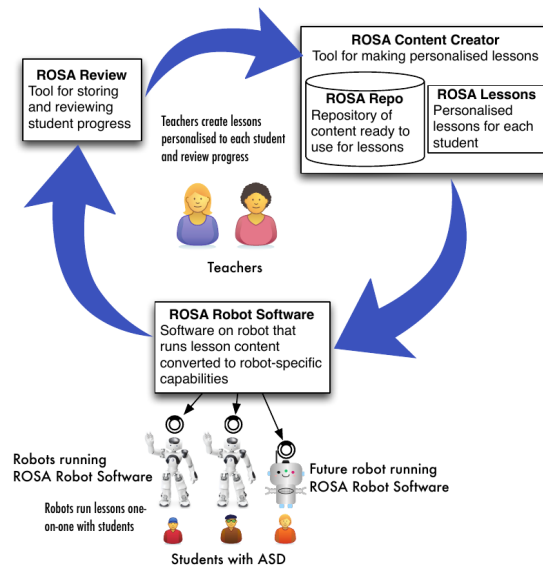 ROSA Content Creator
Tool for making personalised lessons
ROSA Repo
Repository of
content ready to
use for lessons
ROSA Lessons
Personalised
lessons for each
student
ROSA Review
Tool for storing
and reviewing
student progress
Teachers create lessons
personalised to each student
and review progress
Teachers
ROSA Robot Software
Software on robot that
runs lesson content
converted to robot-specific
capabilities
Robots running
ROSA Robot Software
Future robot running
ROSA Robot Software
Robots run lessons one-
on-one with students
Students with ASD